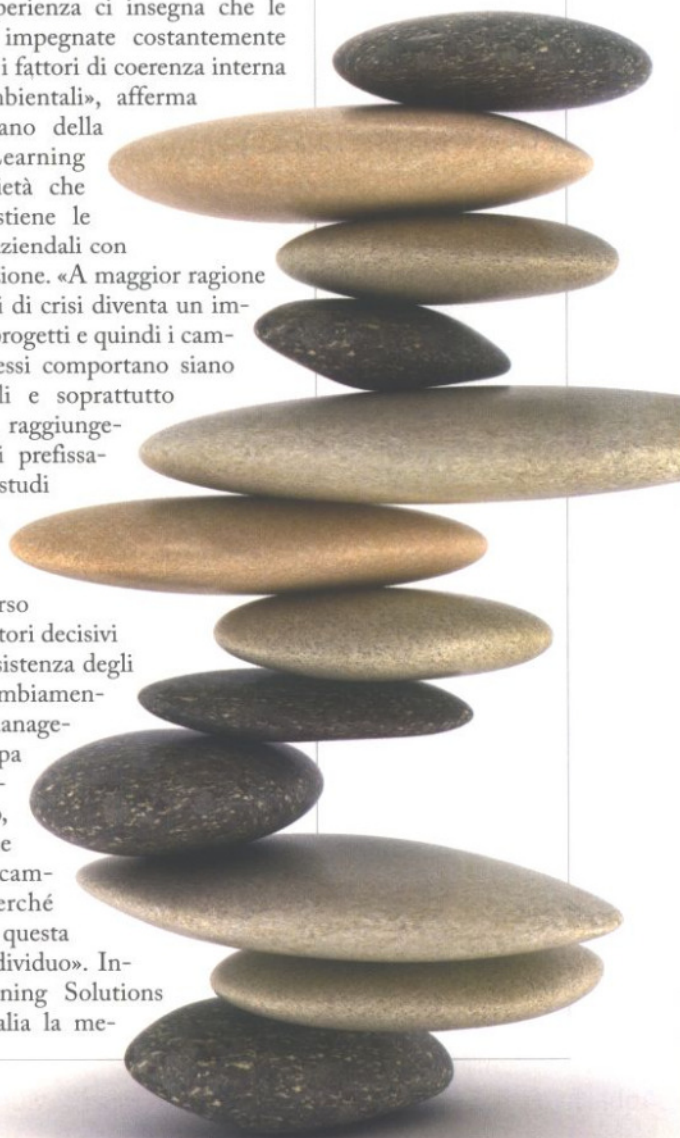 perienza ci insegna che le
impegnate costantemente
i fattori di coerenza interna
mbientali», afferma
ano della
Learning
ietà che
stiene le
ziendali con
ione. «A maggior ragione
i di crisi diventa un im-
progetti e quindi i cam-
essi comportano siano
li e soprattutto
raggiunge-
i prefissa-
studi
rso
tori decisivi
sistenza degli
mbiamen-
anage-
pa
-
,
e
cam-
erché
questa
dividuo». In-
ning Solutions
alia la me-